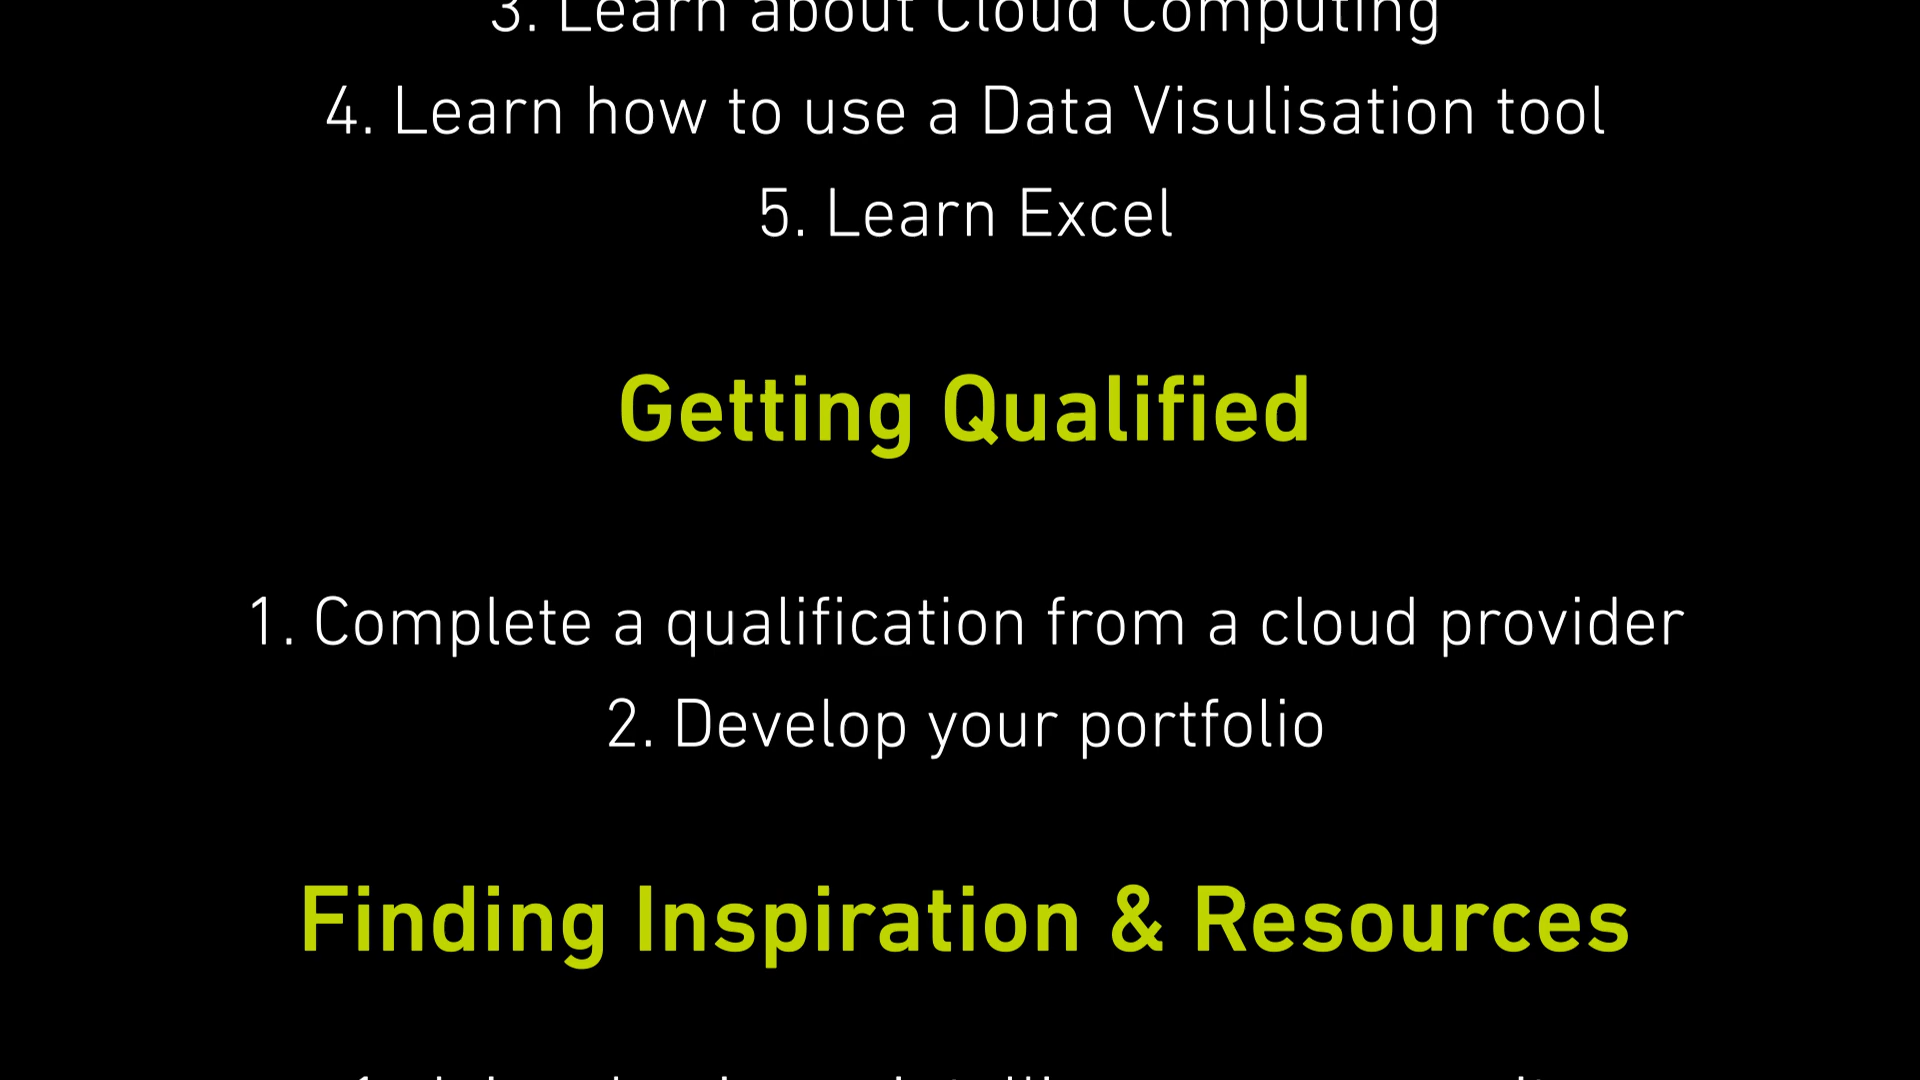 3. Learn about Cloud Computing
4. Learn how to use a Data Visulisation tool
5. Learn Excel
Getting Qualified
1. Complete a qualification from a cloud provider
2. Develop your portfolio
Finding Inspiration & Resources